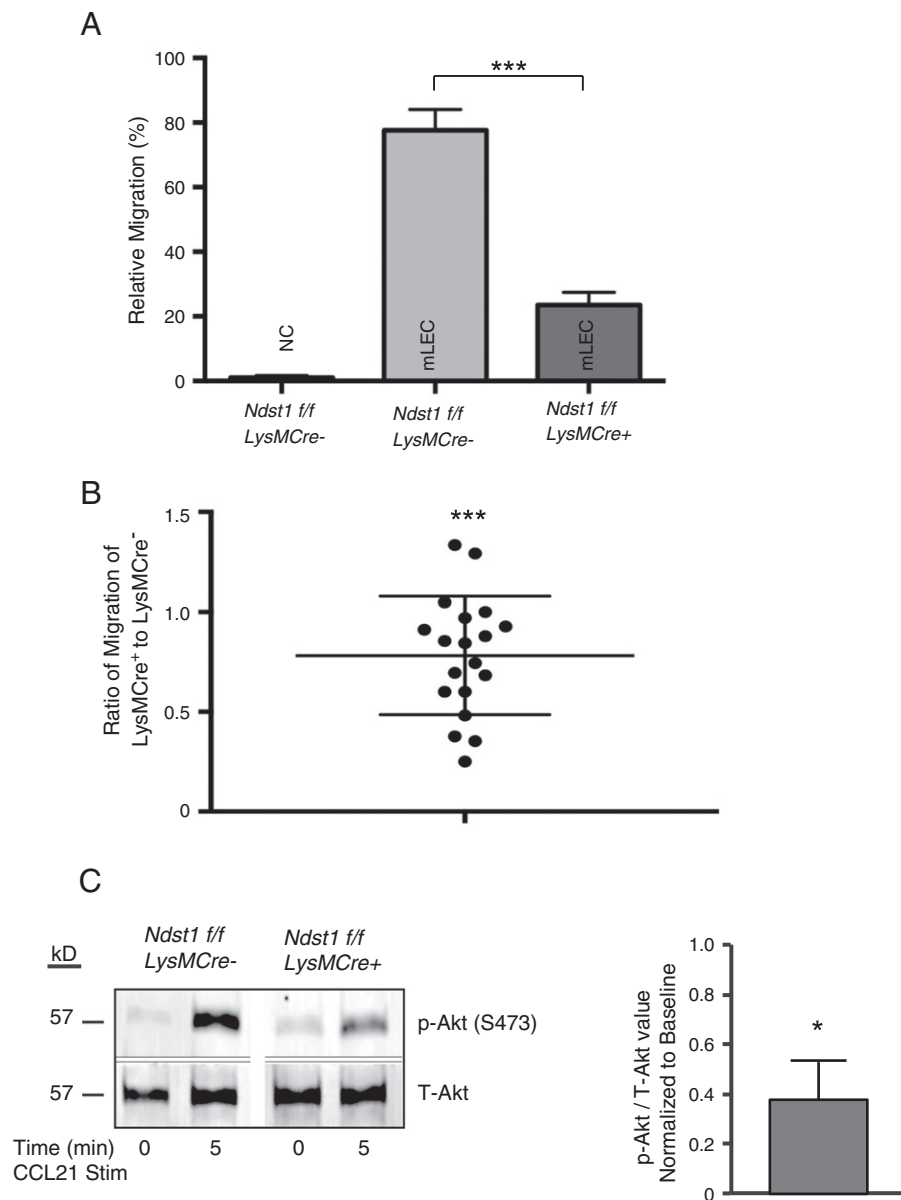 A
100
80
60
40
20
0
Relative Migration (%)
***
NC
mLEC
mLEC
Ndst1 f/f
LysMCre-
Ndst1 f/f
LysMCre-
Ndst1 f/f
LysMCre+
B
Ratio of Migration of
LysMCre⁺ to LysMCre⁻
1.5
1.0
0.5
0
***
C
kD
Ndst1 f/f
LysMCre-
Ndst1 f/f
LysMCre+
57
p-Akt (S473)
57
T-Akt
Time (min) 0 5 0 5
CCL21 Stim
p-Akt / T-Akt value
Normalized to Baseline
1.0
0.8
0.6
0.4
0.2
0
*